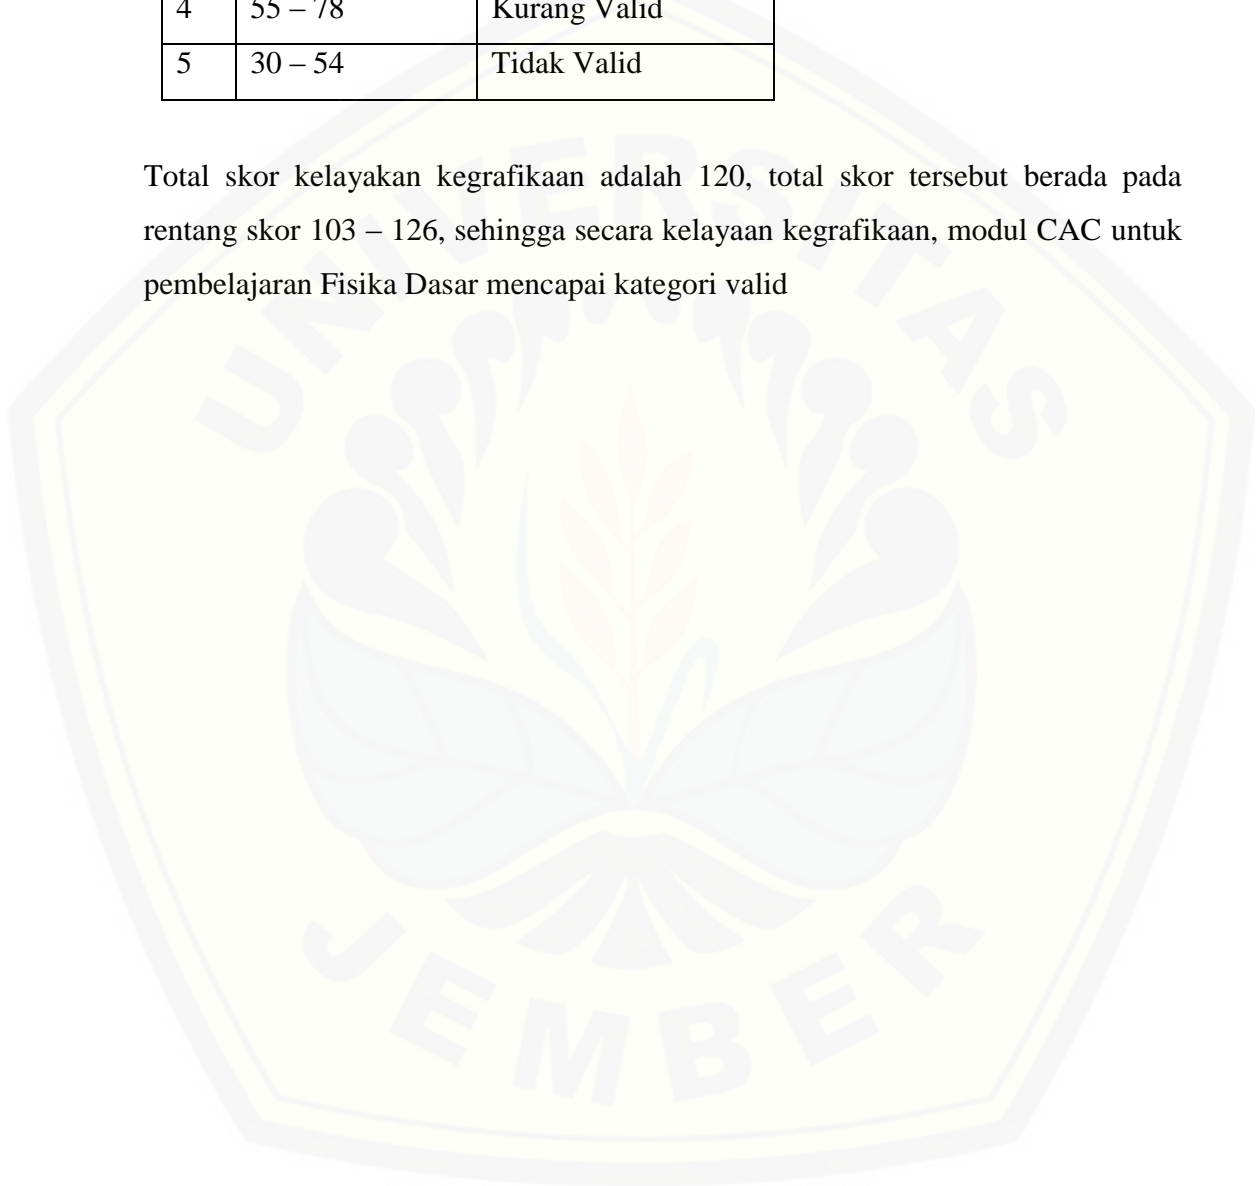 4 55 – 78 Kurang Valid
5 30 – 54 Tidak Valid
Total skor kelayakan kegrafikaan adalah 120, total skor tersebut berada pada
rentang skor 103 – 126, sehingga secara kelayaan kegrafikaan, modul CAC untuk
pembelajaran Fisika Dasar mencapai kategori valid
UNIVERSITAS
JEMBER